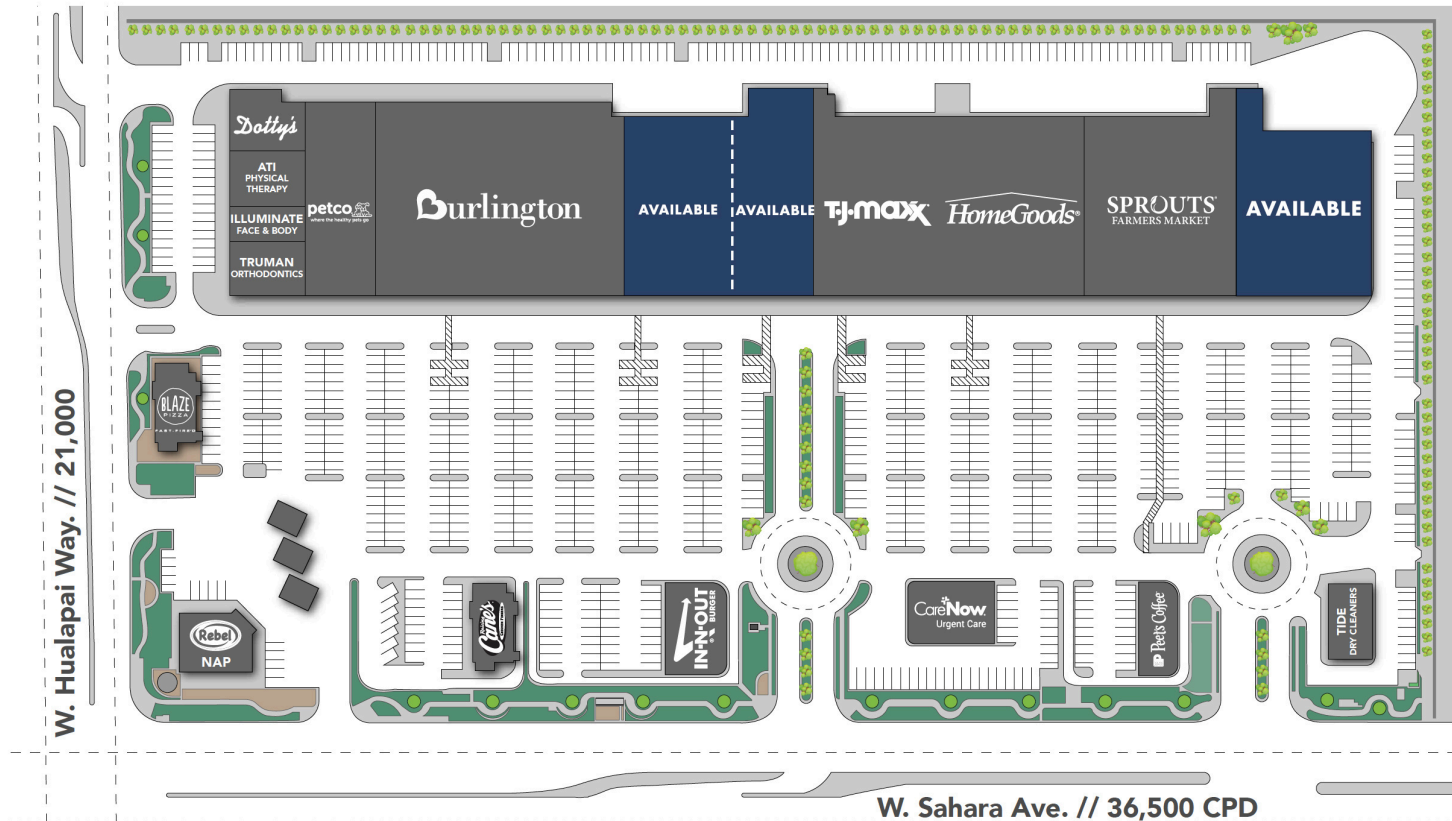 Dotty's
ATI
PHYSICAL
THERAPY
ILLUMINATE
FACE & BODY
TRUMAN
ORTHODONTICS
petco
where the healthy pets go
Burlington
AVAILABLE
AVAILABLE
T·J·maxx
HomeGoods®
SPROUTS
FARMERS MARKET
AVAILABLE
BLAZE
PIZZA
FAST-FIRE'D
W. Hualapai Way. // 21,000
Rebel
NAP
Raising
Cane's
IN-N-OUT
BURGER
CareNow
Urgent Care
Peet's Coffee
TIDE
DRY CLEANERS
W. Sahara Ave. // 36,500 CPD